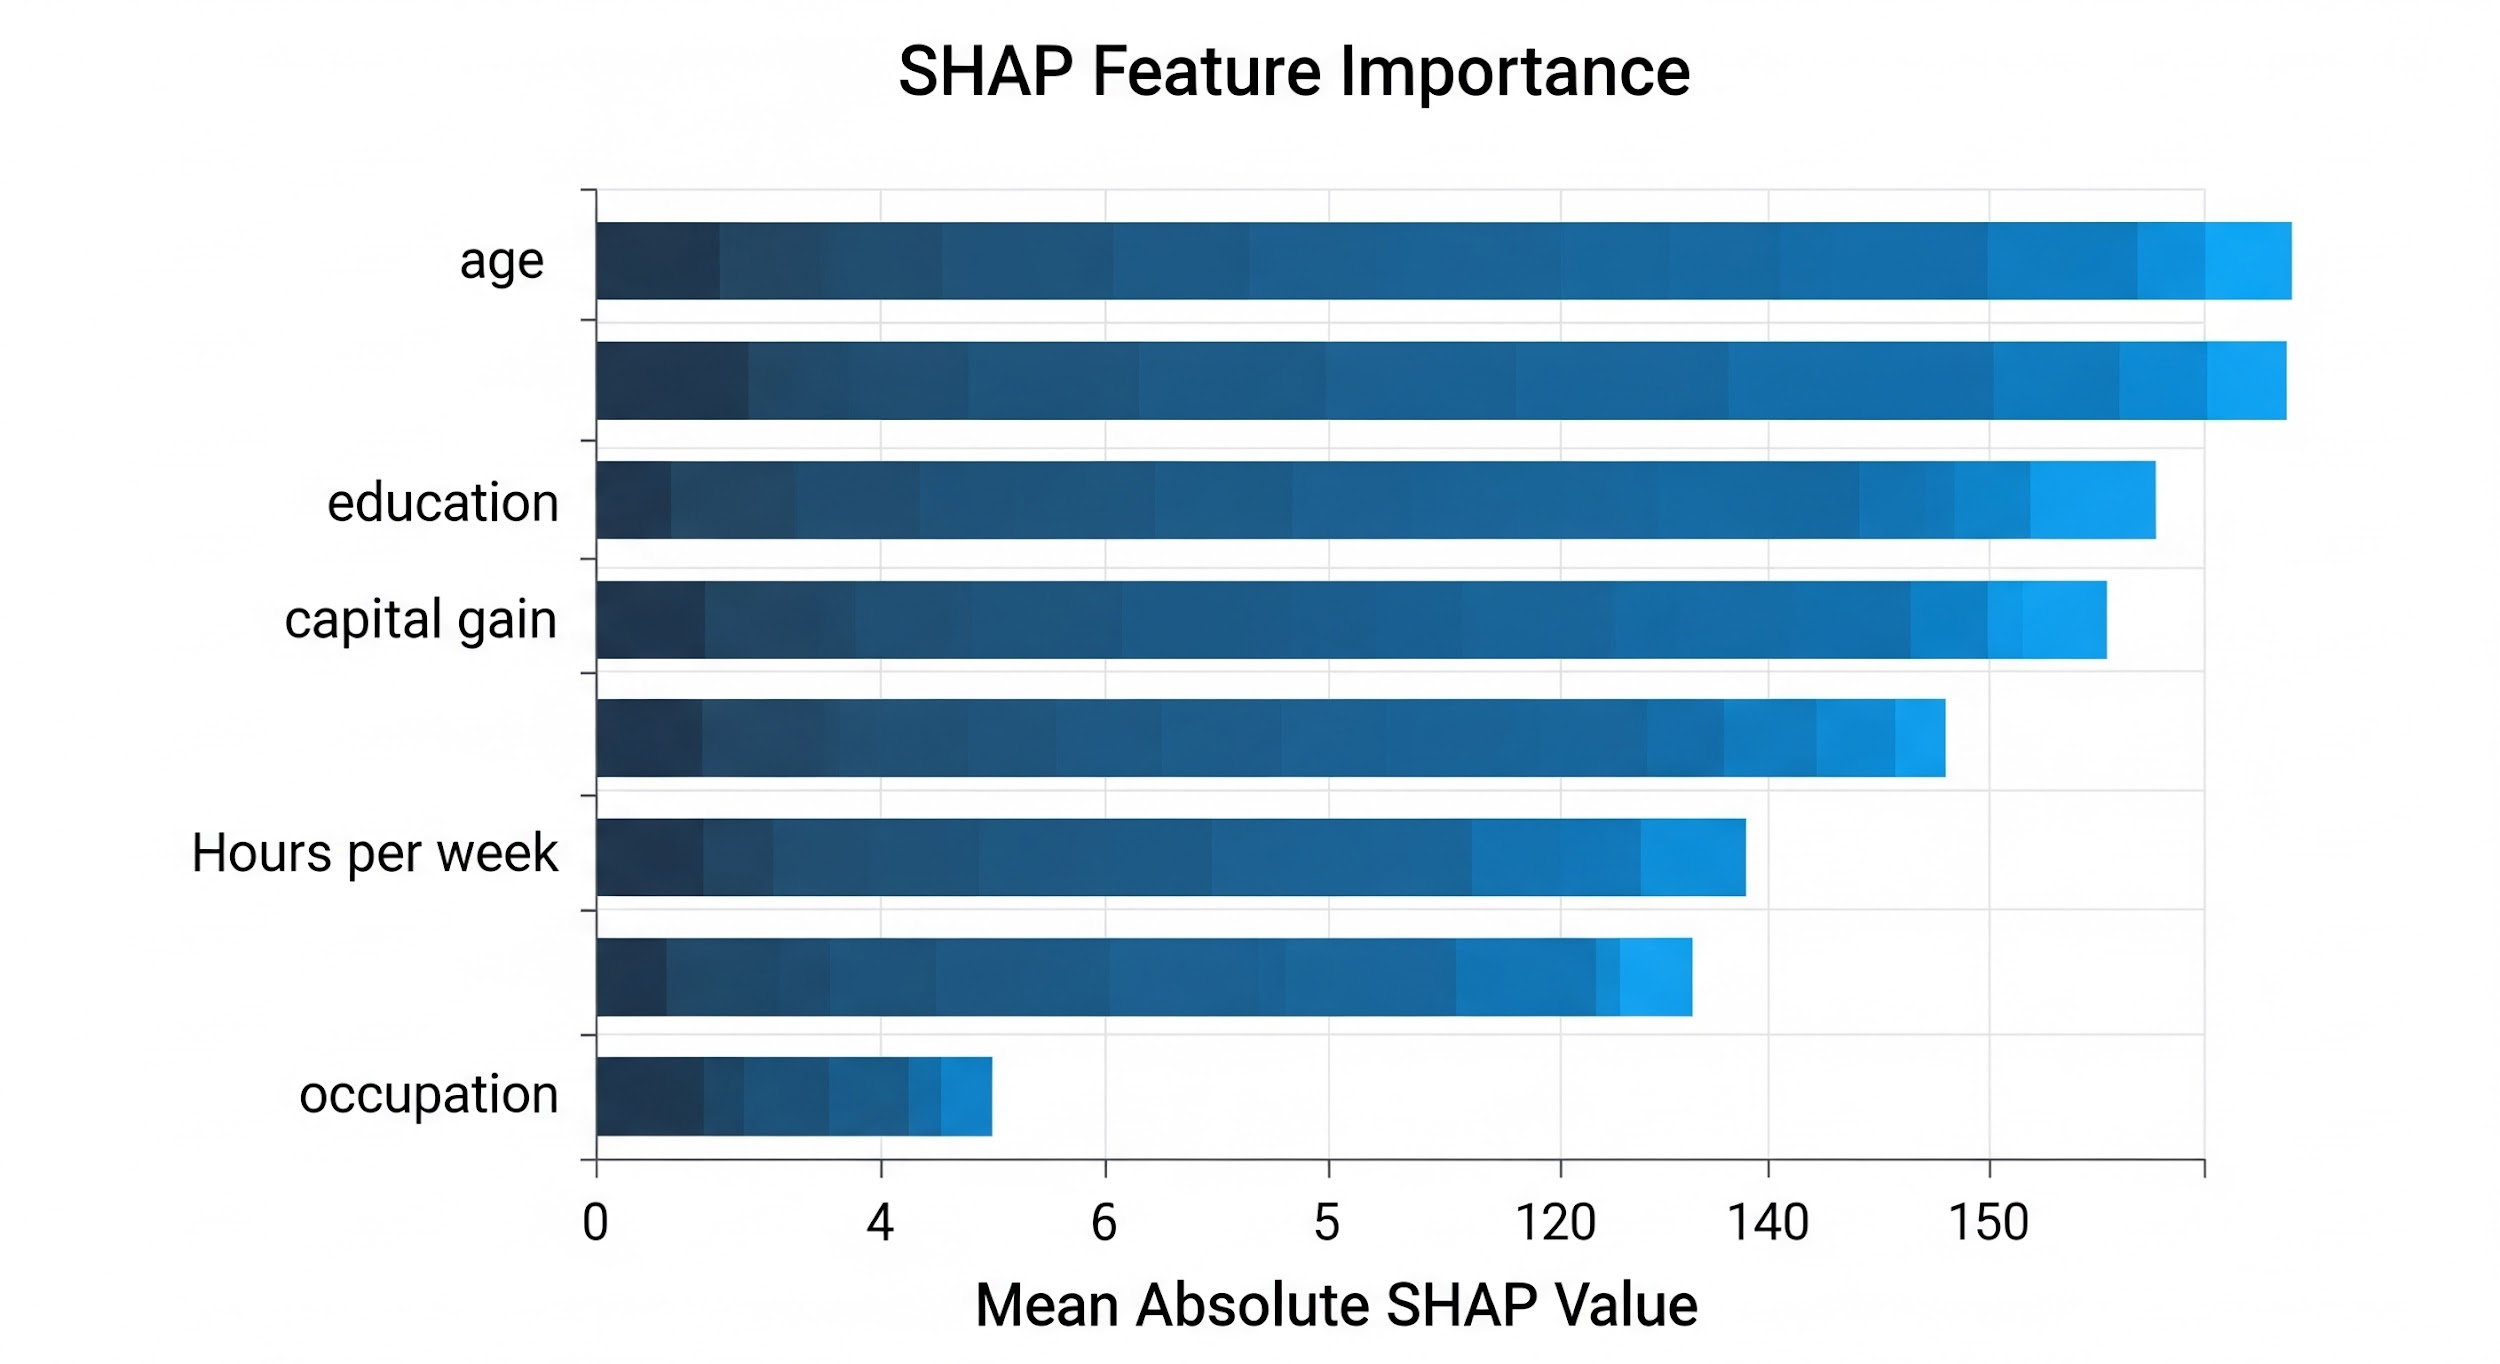 SHAP Feature Importance
age
education
capital gain
Hours per week
occupation
0 4 6 5 120 140 150
Mean Absolute SHAP Value